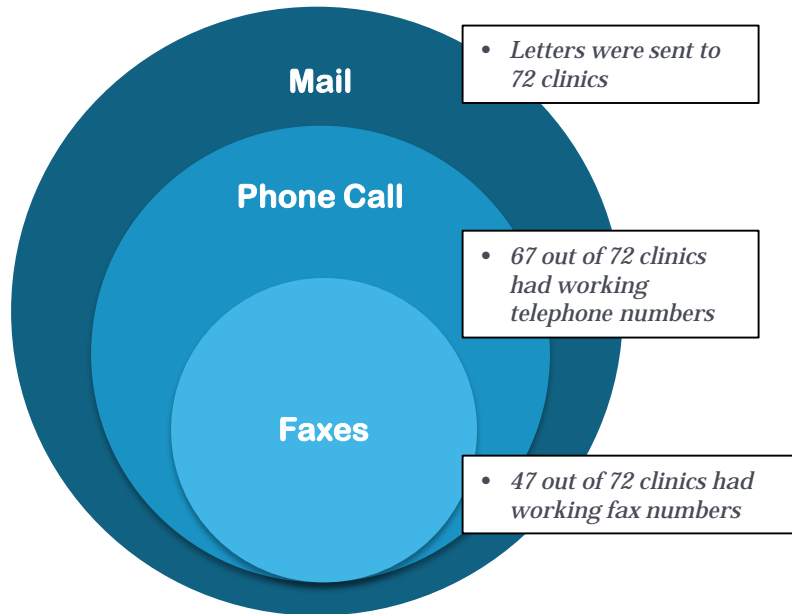 Mail
• Letters were sent to
72 clinics
Phone Call
• 67 out of 72 clinics
had working
telephone numbers
Faxes
• 47 out of 72 clinics had
working fax numbers